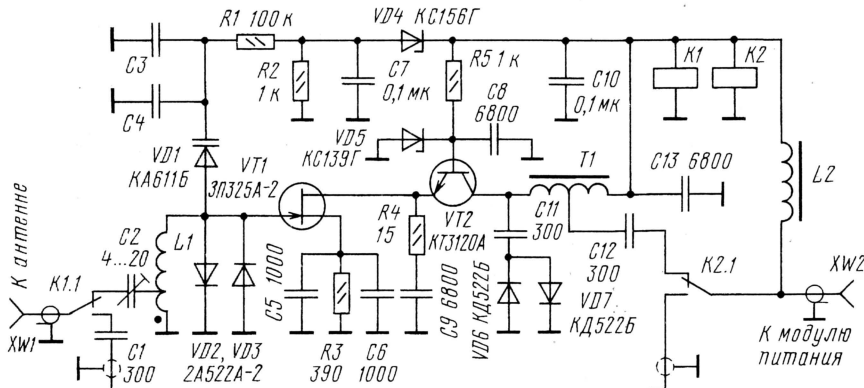 R1 100 к
VD4 КС156Г
C3
R2
1 к
C7
0,1 мк
R5 1 к
C8
6800
C10
0,1 мк
K1
K2
C4
VD5
КС139Г
VD1
КА611Б
VT1
3П325А-2
T1
C13 6800
L2
К антенне
C2
4...20
L1
R4
15
VT2
КТ3120А
C11
300
C12
300
K1.1
K2.1
XW1
XW2
C5 1000
C9 6800
VD6 КД522Б
VD7
КД522Б
К модулю
питания
C1
300
VD2, VD3
2А522А-2
R3
390
C6
1000